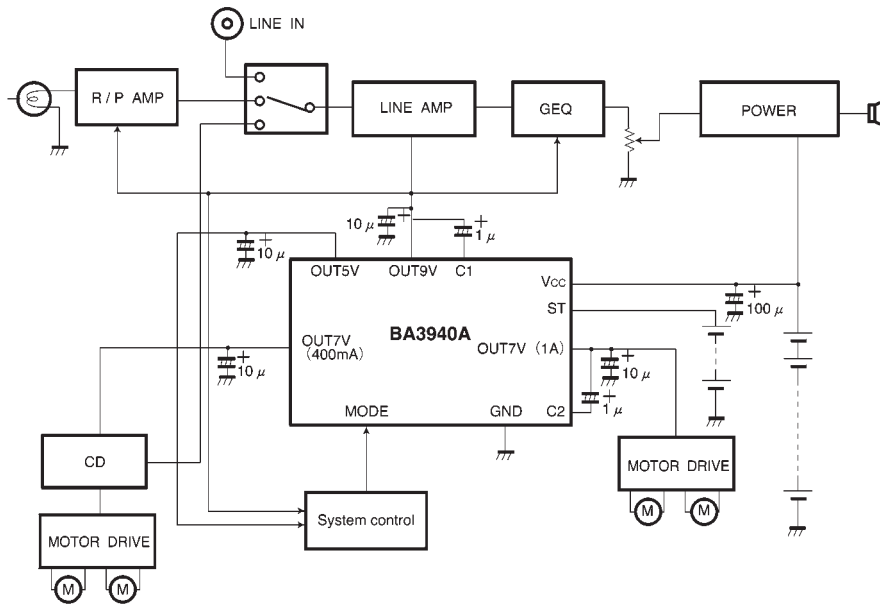 LINE IN
R / P AMP
LINE AMP
GEQ
POWER
10 μ
+
+
1 μ
+
10 μ
OUT5V
OUT9V
C1
VCC
+
100 μ
ST
BA3940A
OUT7V
(400mA)
OUT7V (1A)
+
10 μ
+
10 μ
+
1 μ
MODE
GND
C2
CD
MOTOR DRIVE
M
M
System control
MOTOR DRIVE
M
M